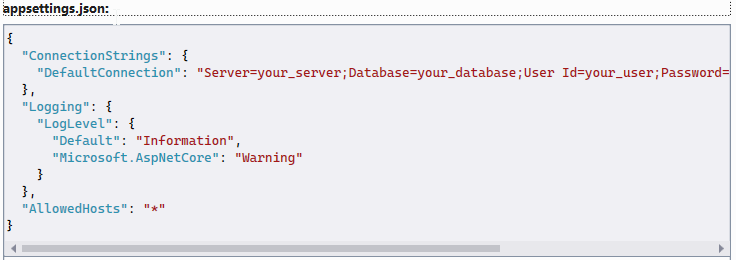 appsettings.json:
{
  "ConnectionStrings": {
    "DefaultConnection": "Server=your_server;Database=your_database;User Id=your_user;Password=
  },
  "Logging": {
    "LogLevel": {
      "Default": "Information",
      "Microsoft.AspNetCore": "Warning"
    }
  },
  "AllowedHosts": "*"
}